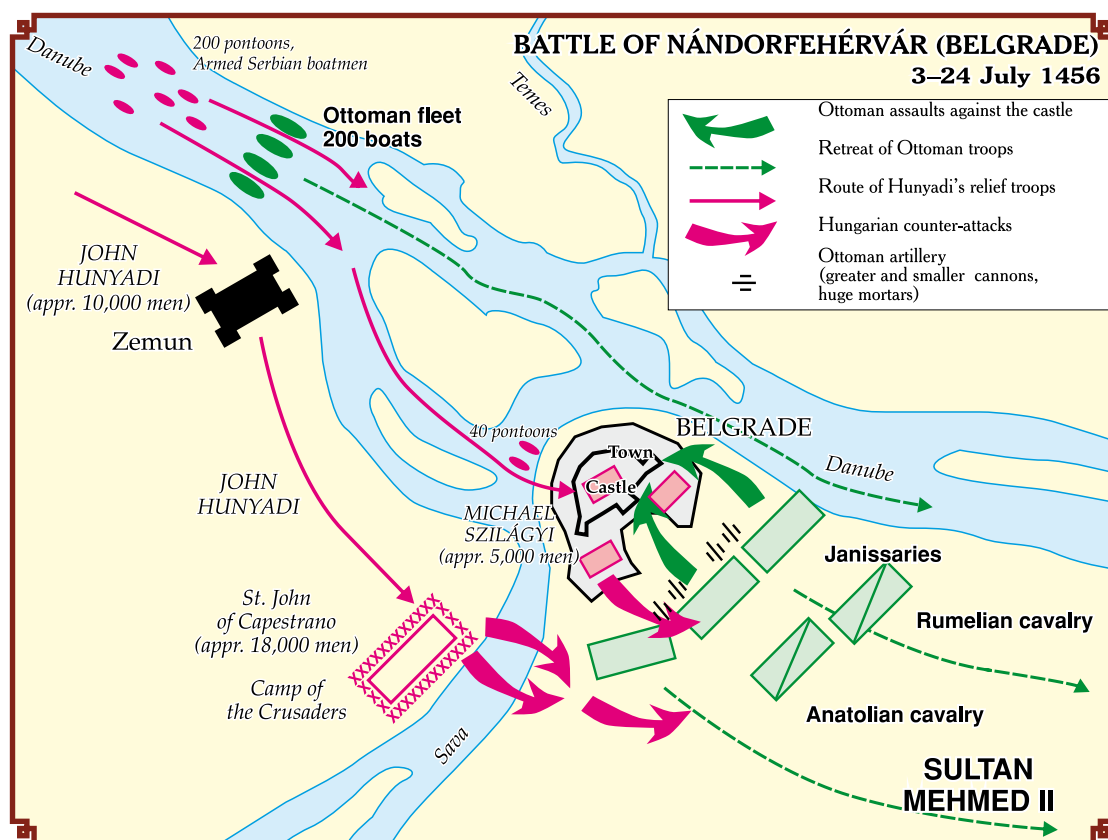 BATTLE OF NÁNDORFEHÉRVÁR (BELGRADE)
3–24 July 1456
Ottoman assaults against the castle
Retreat of Ottoman troops
Route of Hunyadi's relief troops
Hungarian counter-attacks
Ottoman artillery
(greater and smaller cannons,
huge mortars)
Danube
200 pontoons,
Armed Serbian boatmen
Ottoman fleet
200 boats
Temes
JOHN
HUNYADI
(appr. 10,000 men)
Zemun
40 pontoons
BELGRADE
Town
Castle
Danube
JOHN
HUNYADI
MICHAEL
SZILÁGYI
(appr. 5,000 men)
Janissaries
St. John
of Capestrano
(appr. 18,000 men)
Rumelian cavalry
Camp of
the Crusaders
Anatolian cavalry
Sava
SULTAN
MEHMED II